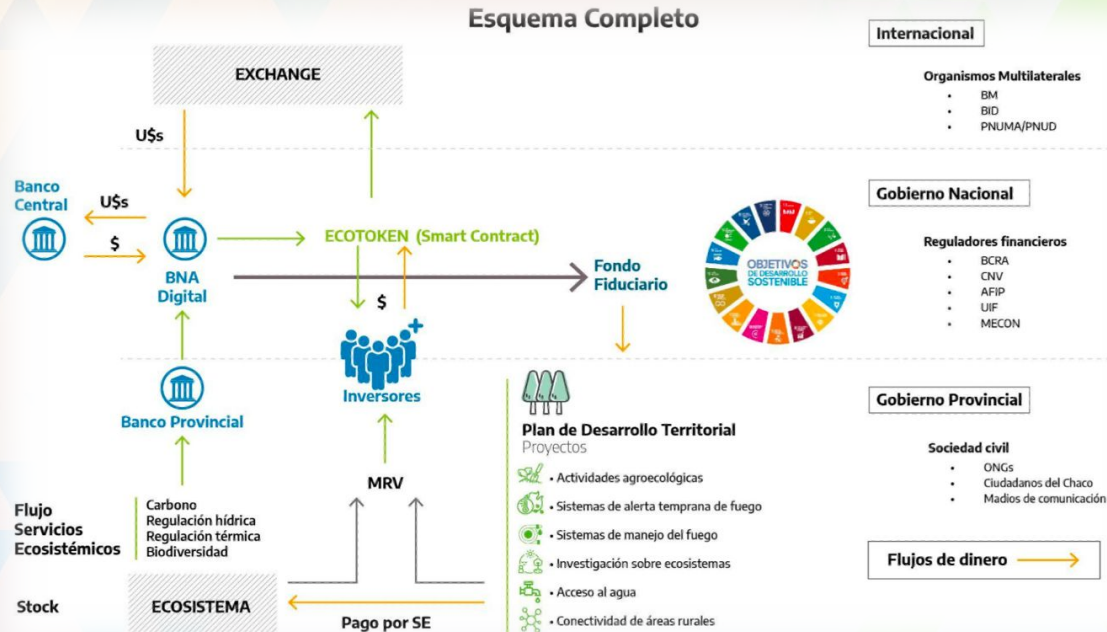 Esquema Completo
EXCHANGE
U$s
Banco
Central
U$s
$
BNA
Digital
ECOTOKEN (Smart Contract)
$
Fondo
Fiduciario
Inversores
Banco Provincial
MRV
Flujo
Servicios
Ecosistémicos
Carbono
Regulación hídrica
Regulación térmica
Biodiversidad
Stock
ECOSISTEMA
Pago por SE
Plan de Desarrollo Territorial
Proyectos
• Actividades agroecológicas
• Sistemas de alerta temprana de fuego
• Sistemas de manejo del fuego
• Investigación sobre ecosistemas
• Acceso al agua
• Conectividad de áreas rurales
OBJETIVOS
DE DESARROLLO
SOSTENIBLE
Internacional
Organismos Multilaterales
• BM
• BID
• PNUMA/PNUD
Gobierno Nacional
Reguladores financieros
• BCRA
• CNV
• AFIP
• UIF
• MECON
Gobierno Provincial
Sociedad civil
• ONGs
• Ciudadanos del Chaco
• Madios de comunicación
Flujos de dinero